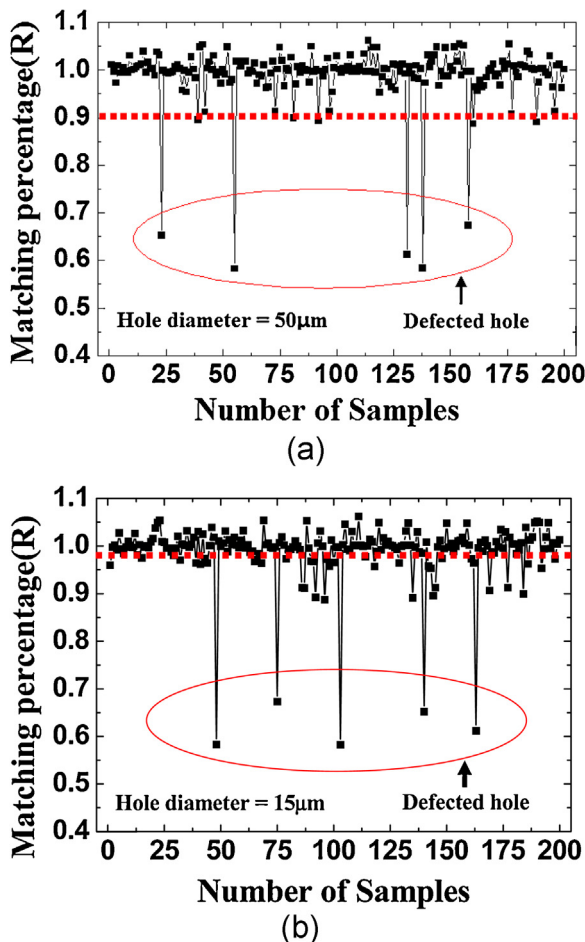 (a)
Matching percentage(R)
1.1
1.0
0.9
0.8
0.7
0.6
0.5
0.4
Hole diameter = 50μm
Defected hole
0 25 50 75 100 125 150 175 200
Number of Samples
(a)
Matching percentage(R)
1.1
1.0
0.9
0.8
0.7
0.6
0.5
0.4
Hole diameter = 15μm
Defected hole
0 25 50 75 100 125 150 175 200
Number of Samples
(b)